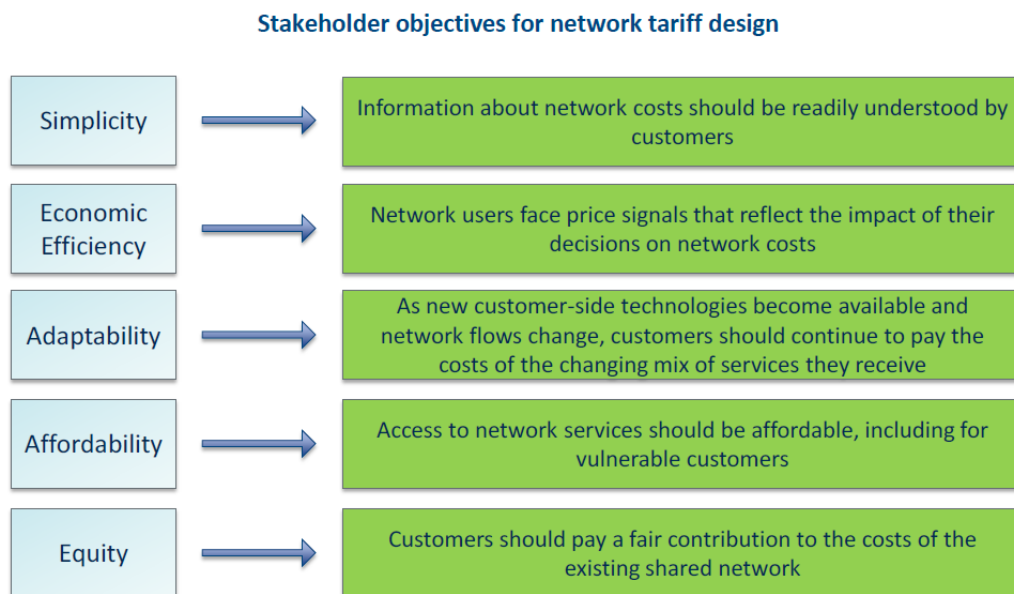 Stakeholder objectives for network tariff design
Simplicity
Information about network costs should be readily understood by
customers
Economic
Efficiency
Network users face price signals that reflect the impact of their
decisions on network costs
Adaptability
As new customer-side technologies become available and
network flows change, customers should continue to pay the
costs of the changing mix of services they receive
Affordability
Access to network services should be affordable, including for
vulnerable customers
Equity
Customers should pay a fair contribution to the costs of the
existing shared network